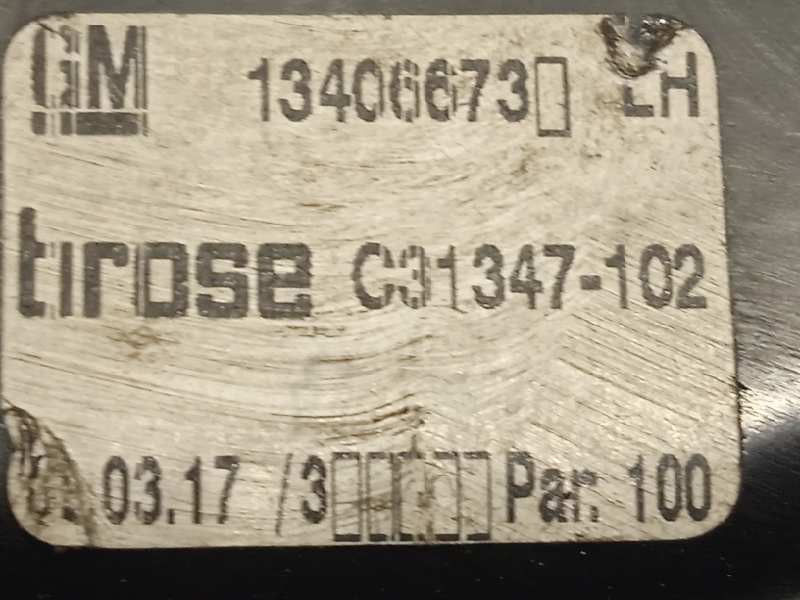 GM 13406673 LH
tirose C31347-102
03.17 /3 Par. 100